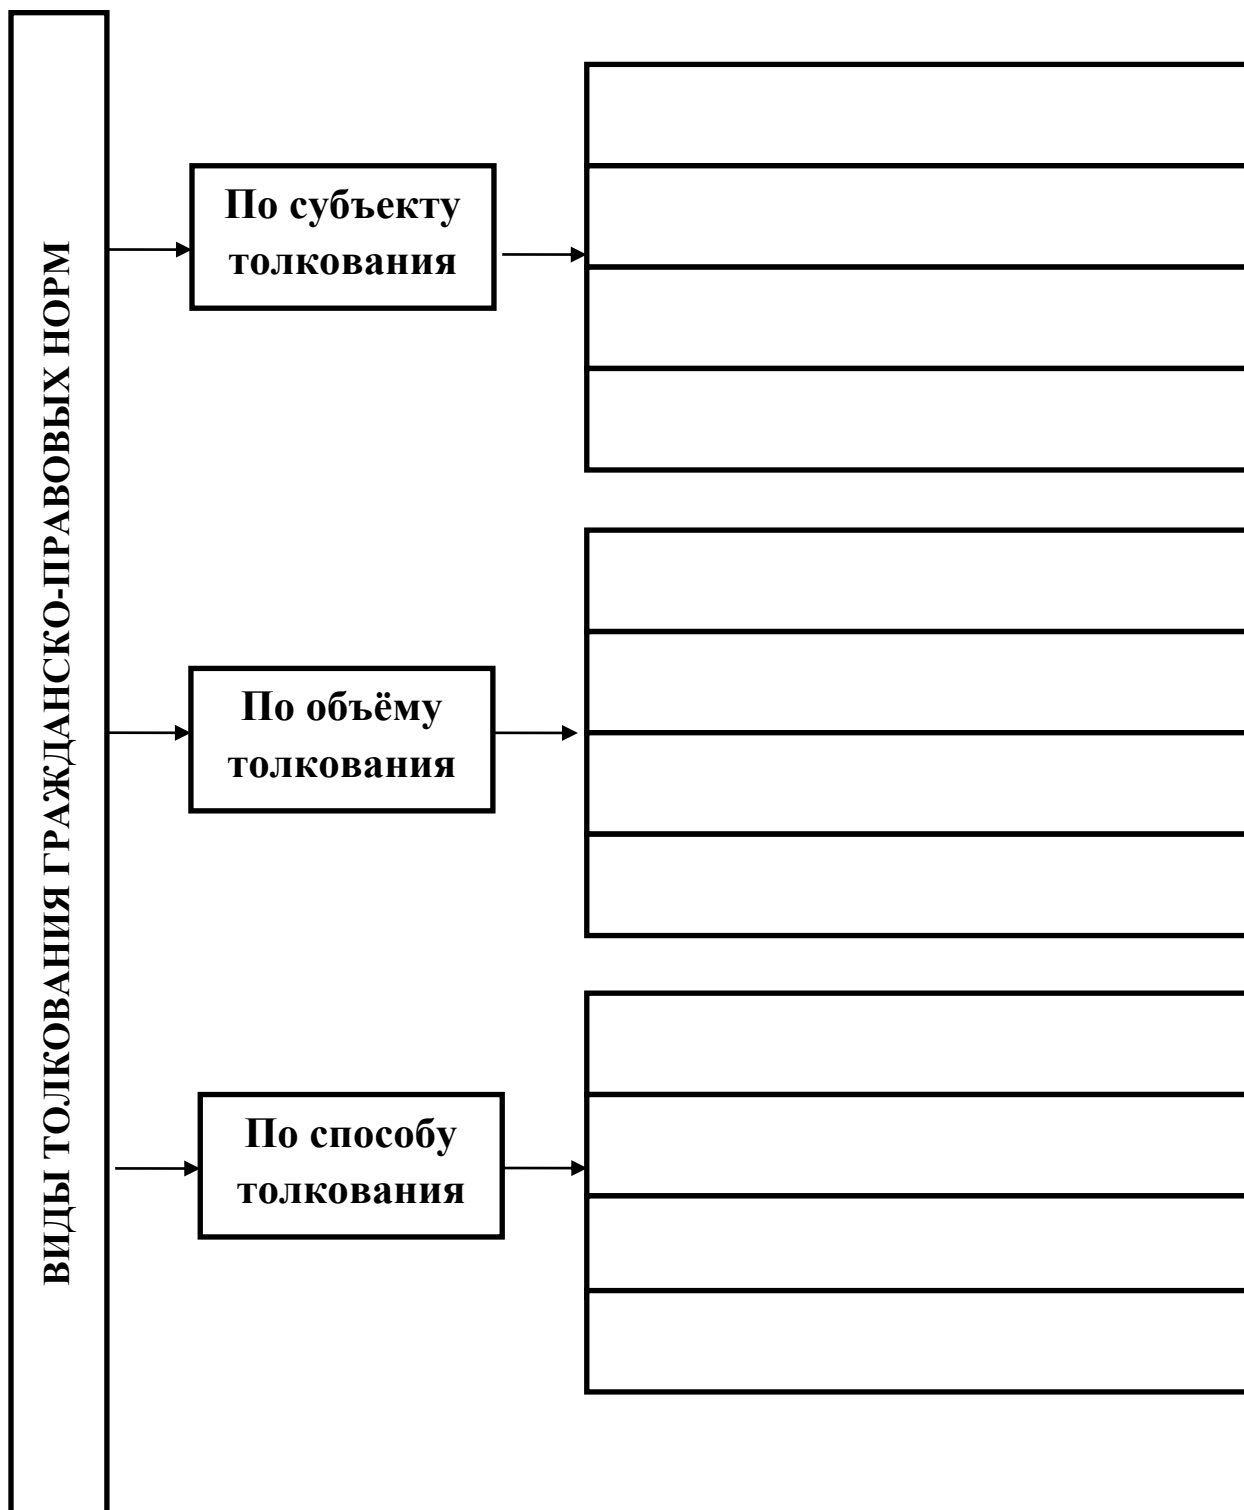 ВИДЫ ТОЛКОВАНИЯ ГРАЖДАНСКО-ПРАВОВЫХ НОРМ
По субъекту
толкования
По объёму
толкования
По способу
толкования